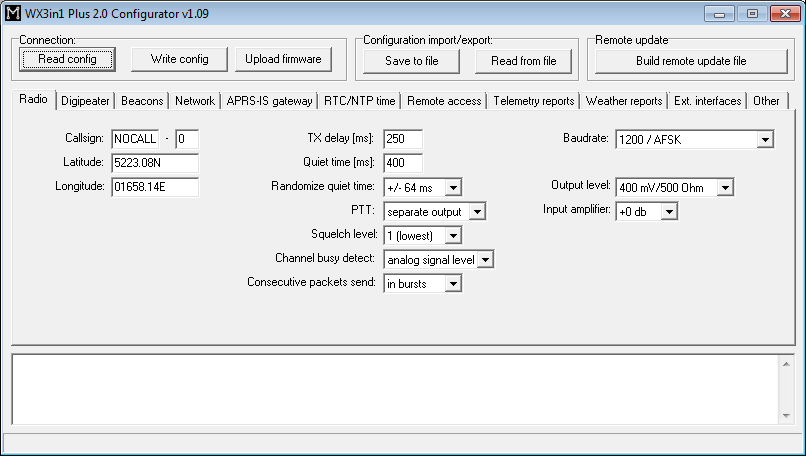 WX3in1 Plus 2.0 Configurator v1.09
Connection:
Read config
Write config
Upload firmware
Configuration import/export:
Save to file
Read from file
Remote update
Build remote update file
Radio
Digipeater
Beacons
Network
APRS-IS gateway
RTC/NTP time
Remote access
Telemetry reports
Weather reports
Ext. interfaces
Other
Callsign: NOCALL - 0
Latitude: 5223.08N
Longitude: 01658.14E
TX delay [ms]: 250
Quiet time [ms]: 400
Randomize quiet time: +/- 64 ms
PTT: separate output
Squelch level: 1 (lowest)
Channel busy detect: analog signal level
Consecutive packets send: in bursts
Baudrate: 1200 / AFSK
Output level: 400 mV/500 Ohm
Input amplifier: +0 db